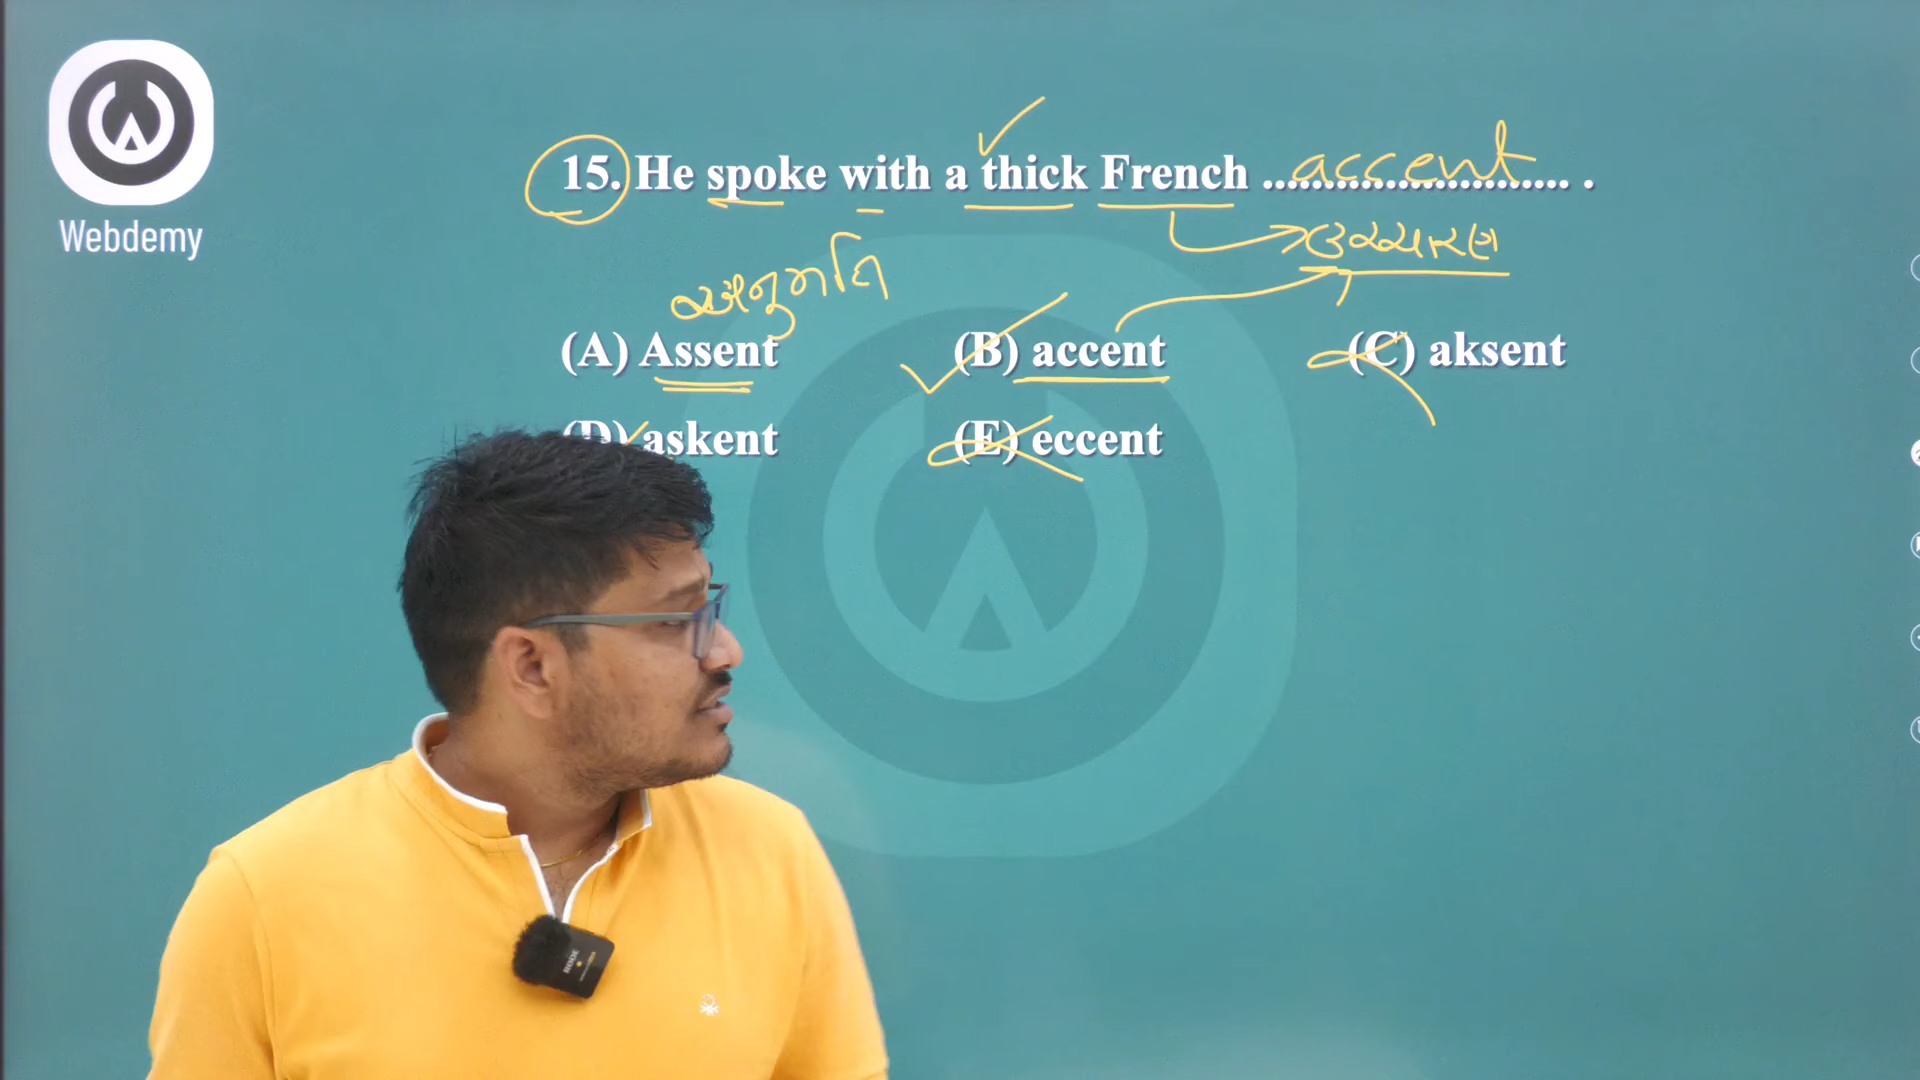 Webdemy
15. He spoke with a thick French ........................ . accent
ઉચ્ચારણ
અનુમતિ
(A) Assent (B) accent (C) aksent
(D) askent (E) eccent